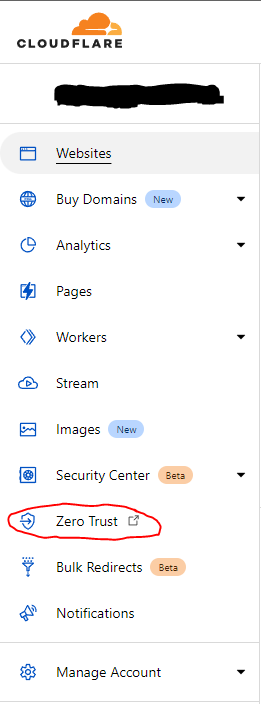 CLOUDFLARE
Websites
Buy Domains New
Analytics
Pages
Workers
Stream
Images New
Security Center Beta
Zero Trust
Bulk Redirects Beta
Notifications
Manage Account